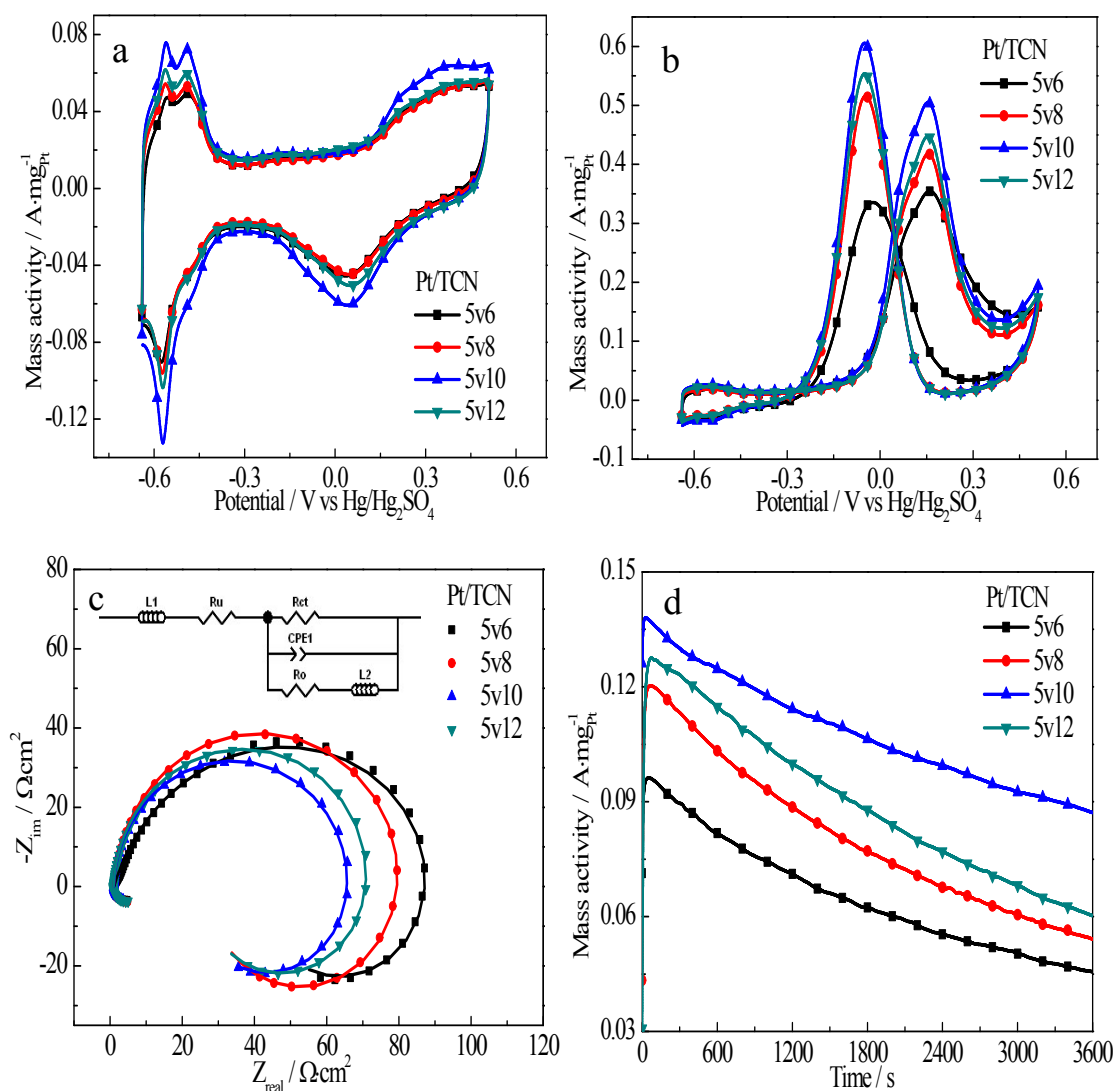 a
Pt/TCN
5v6
5v8
5v10
5v12
0.08
0.04
0.00
-0.04
-0.08
-0.12
-0.6
-0.3
0.0
0.3
0.6
Mass activity / A·mg⁻¹Pt
Potential / V vs Hg/Hg₂SO₄
b
Pt/TCN
5v6
5v8
5v10
5v12
0.6
0.5
0.4
0.3
0.2
0.1
0.0
-0.1
-0.6
-0.3
0.0
0.3
0.6
Mass activity / A·mg⁻¹Pt
Potential / V vs Hg/Hg₂SO₄
c
L1
Ru
Rct
CPE1
Ro
L2
Pt/TCN
5v6
5v8
5v10
5v12
80
60
40
20
0
-20
0
20
40
60
80
100
120
-Zim / Ωcm²
Zreal / Ω·cm²
d
Pt/TCN
5v6
5v8
5v10
5v12
0.15
0.12
0.09
0.06
0.03
0
600
1200
1800
2400
3000
3600
Mass activity / A·mg⁻¹Pt
Time / s